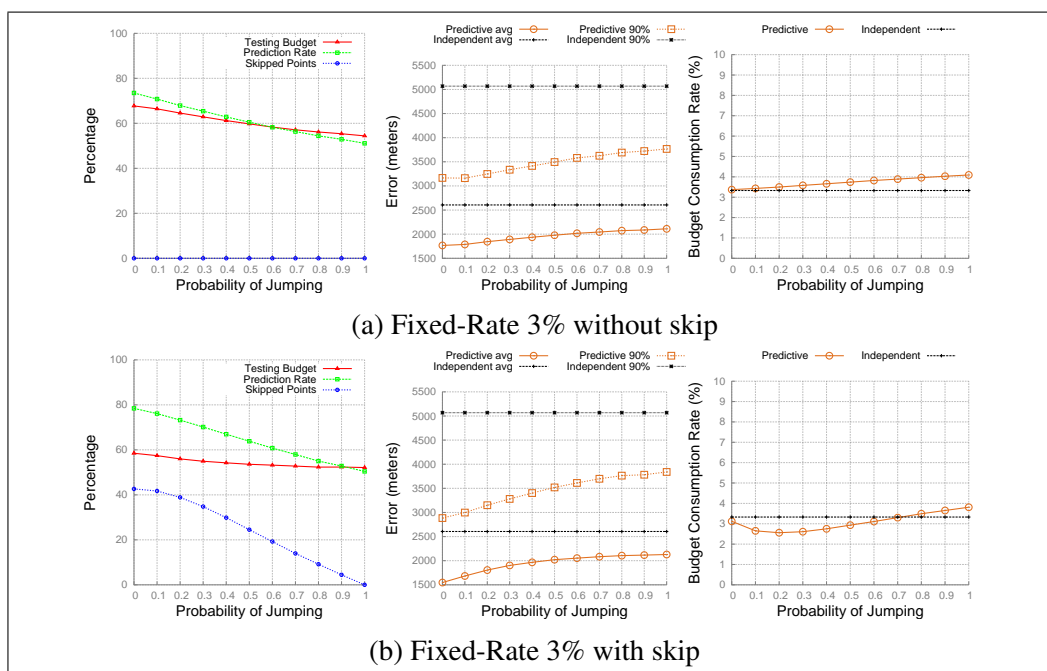 Testing Budget
Prediction Rate
Skipped Points
Percentage
100
80
60
40
20
0
0 0.1 0.2 0.3 0.4 0.5 0.6 0.7 0.8 0.9 1
Probability of Jumping
Predictive avg
Independent avg
Predictive 90%
Independent 90%
Error (meters)
5500
5000
4500
4000
3500
3000
2500
2000
1500
0 0.1 0.2 0.3 0.4 0.5 0.6 0.7 0.8 0.9 1
Probability of Jumping
Predictive
Independent
Budget Consumption Rate (%)
10
9
8
7
6
5
4
3
2
1
0
0 0.1 0.2 0.3 0.4 0.5 0.6 0.7 0.8 0.9 1
Probability of Jumping
(a) Fixed-Rate 3% without skip
Testing Budget
Prediction Rate
Skipped Points
Percentage
100
80
60
40
20
0
0 0.1 0.2 0.3 0.4 0.5 0.6 0.7 0.8 0.9 1
Probability of Jumping
Predictive avg
Independent avg
Predictive 90%
Independent 90%
Error (meters)
5500
5000
4500
4000
3500
3000
2500
2000
1500
0 0.1 0.2 0.3 0.4 0.5 0.6 0.7 0.8 0.9 1
Probability of Jumping
Predictive
Independent
Budget Consumption Rate (%)
10
9
8
7
6
5
4
3
2
1
0
0 0.1 0.2 0.3 0.4 0.5 0.6 0.7 0.8 0.9 1
Probability of Jumping
(b) Fixed-Rate 3% with skip